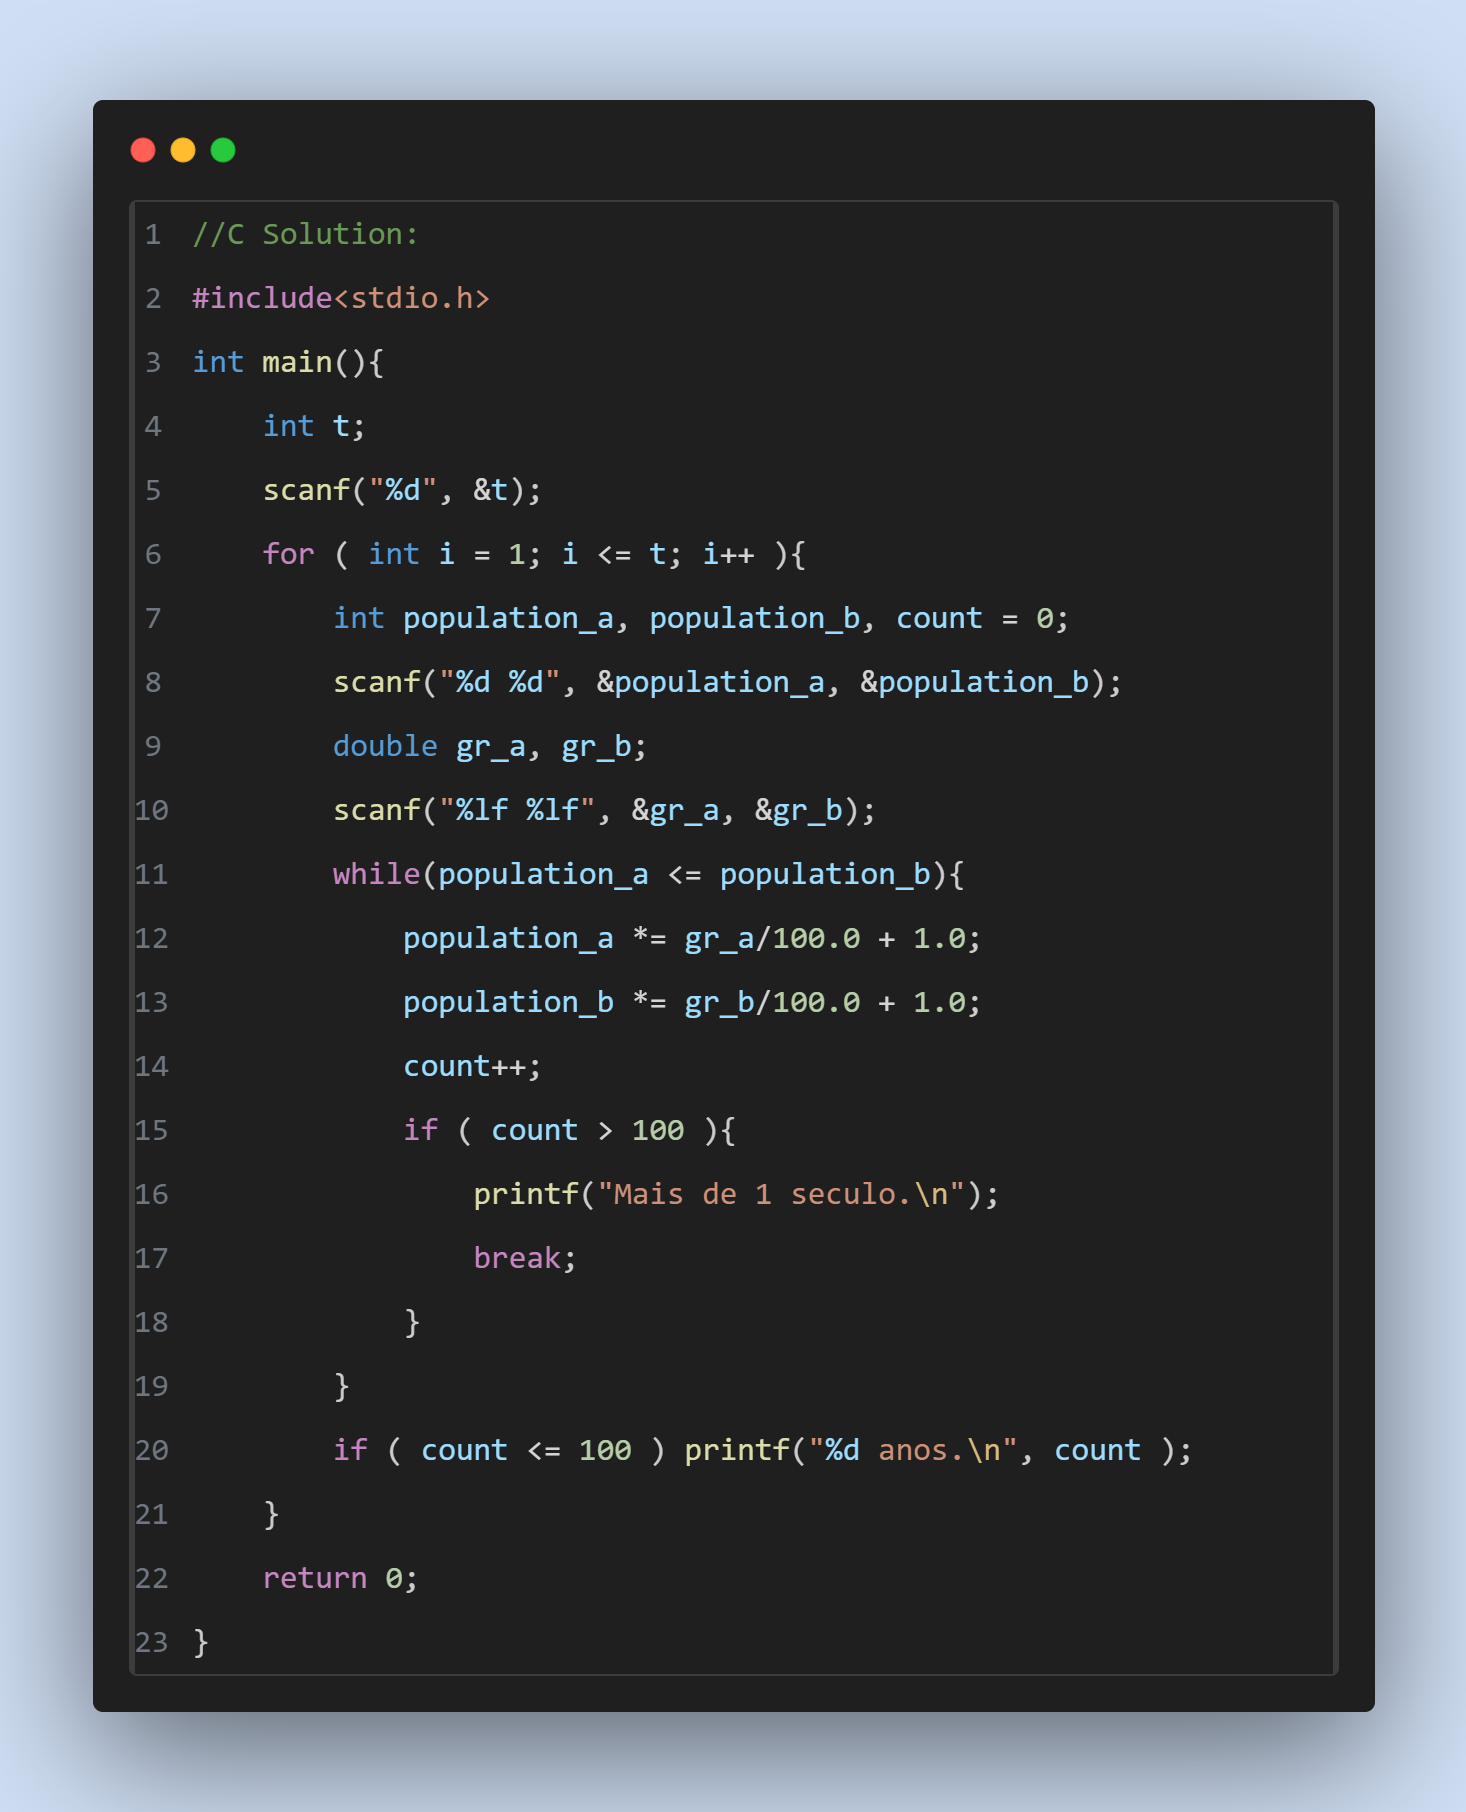 1 //C Solution:
2 #include<stdio.h>
3 int main(){
4     int t;
5     scanf("%d", &t);
6     for ( int i = 1; i <= t; i++ ){
7         int population_a, population_b, count = 0;
8         scanf("%d %d", &population_a, &population_b);
9         double gr_a, gr_b;
10         scanf("%lf %lf", &gr_a, &gr_b);
11         while(population_a <= population_b){
12             population_a *= gr_a/100.0 + 1.0;
13             population_b *= gr_b/100.0 + 1.0;
14             count++;
15             if ( count > 100 ){
16                 printf("Mais de 1 seculo.\n");
17                 break;
18             }
19         }
20         if ( count <= 100 ) printf("%d anos.\n", count );
21     }
22     return 0;
23 }